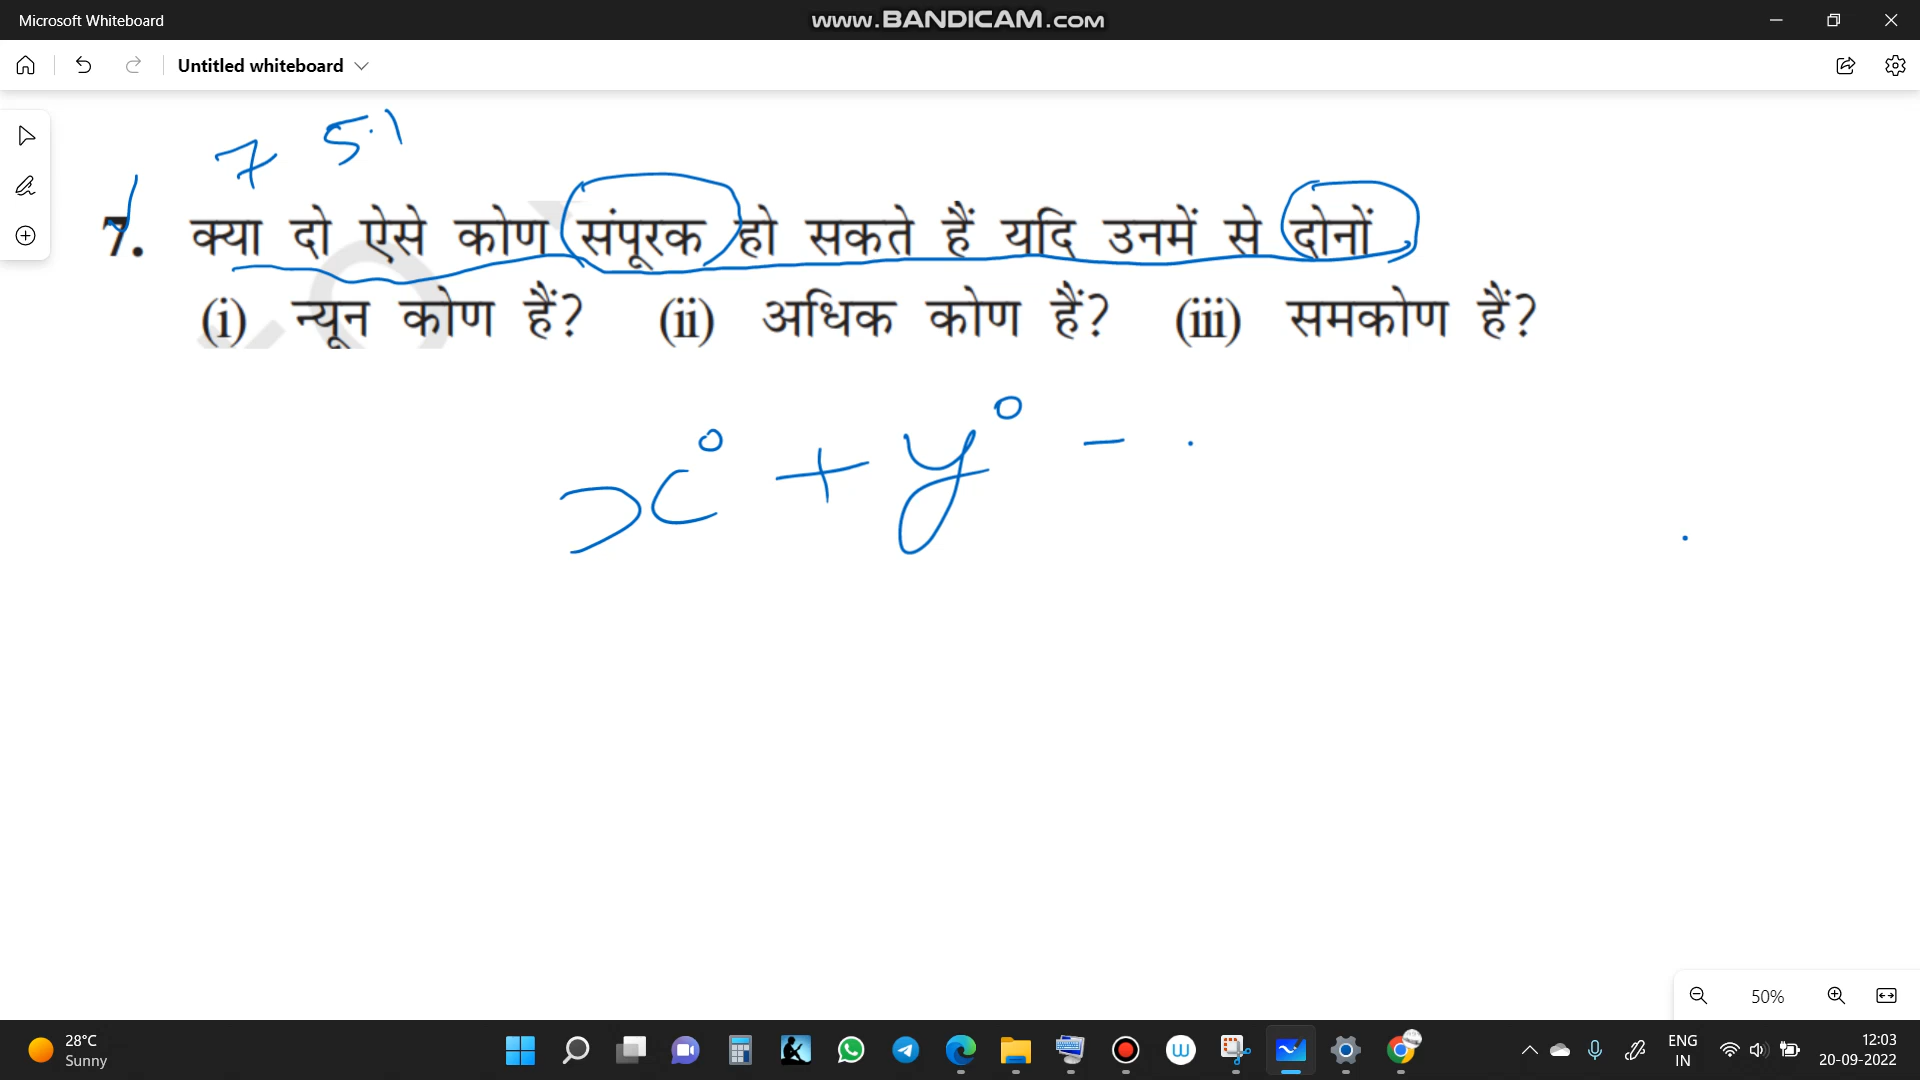 Microsoft Whiteboard
www.BANDICAM.com
Untitled whiteboard
7 5.1
7. क्या दो ऐसे कोण संपूरक हो सकते हैं यदि उनमें से दोनों
(i) न्यून कोण हैं? (ii) अधिक कोण हैं? (iii) समकोण हैं?
x° + y° -
50%
28°C
Sunny
ENG
IN
12:03
20-09-2022